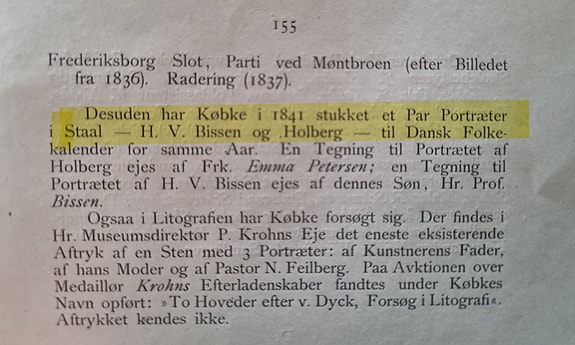 155
Frederiksborg Slot, Parti ved Møntbroen (efter Billedet
fra 1836). Radering (1837).
Desuden har Købke i 1841 stukket et Par Portræter
i Staal — H. V. Bissen og Holberg — til Dansk Folke-
kalender for samme Aar. En Tegning til Portrætet af
Holberg ejes af Frk. Emma Petersen; en Tegning til
Portrætet af H. V. Bissen ejes af dennes Søn, Hr. Prof.
Bissen.
Ogsaa i Litografien har Købke forsøgt sig. Der findes i
Hr. Museumsdirektør P. Krohns Eje det eneste eksisterende
Aftryk af en Sten med 3 Portræter: af Kunstnerens Fader,
af hans Moder og af Pastor N. Feilberg. Paa Avktionen over
Medaillør Krohns Efterladenskaber fandtes under Købkes
Navn opført: »To Hoveder efter v. Dyck, Forsøg i Litografi«.
Aftrykket kendes ikke.